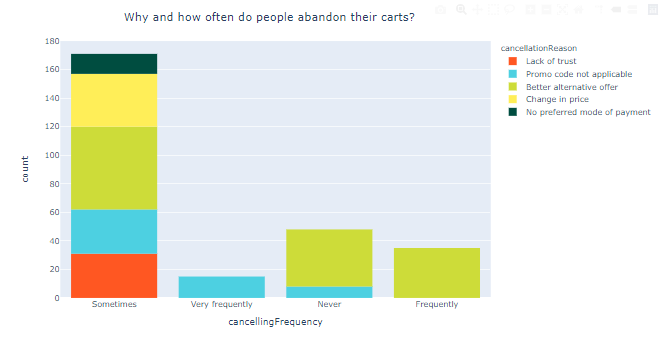 Why and how often do people abandon their carts?
cancellationReason
Lack of trust
Promo code not applicable
Better alternative offer
Change in price
No preferred mode of payment
count
180
160
140
120
100
80
60
40
20
0
Sometimes Very frequently Never Frequently
cancellingFrequency